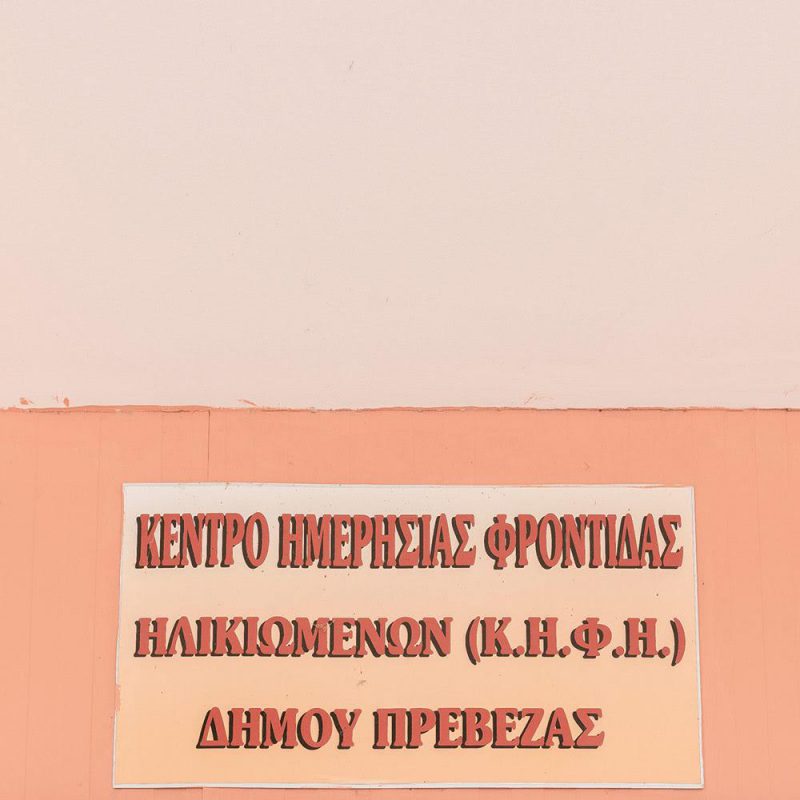 ΚΕΝΤΡΟ ΗΜΕΡΗΣΙΑΣ ΦΡΟΝΤΙΔΑΣ
ΗΛΙΚΙΩΜΕΝΩΝ (Κ.Η.Φ.Η.)
ΔΗΜΟΥ ΠΡΕΒΕΖΑΣ